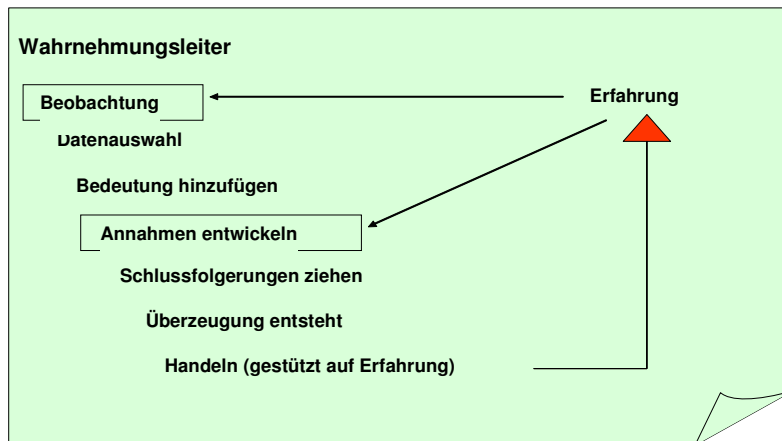 Wahrnehmungsleiter
Beobachtung
Erfahrung
Datenauswahl
Bedeutung hinzufügen
Annahmen entwickeln
Schlussfolgerungen ziehen
Überzeugung entsteht
Handeln (gestützt auf Erfahrung)